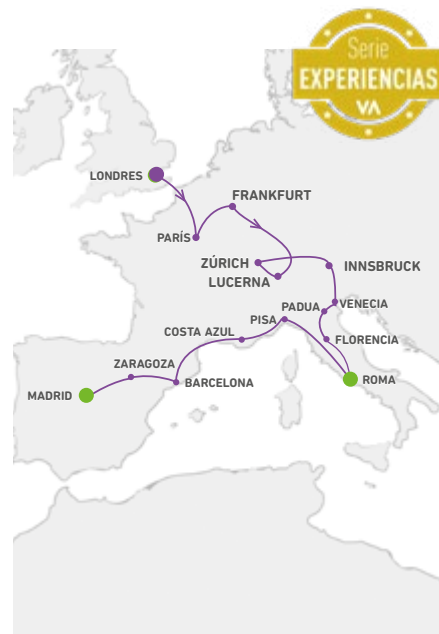 Serie
EXPERIENCIAS
VA
LONDRES
FRANKFURT
PARÍS
ZÚRICH
INNSBRUCK
LUCERNA
PADUA
VENECIA
PISA
COSTA AZUL
FLORENCIA
ZARAGOZA
BARCELONA
ROMA
MADRID